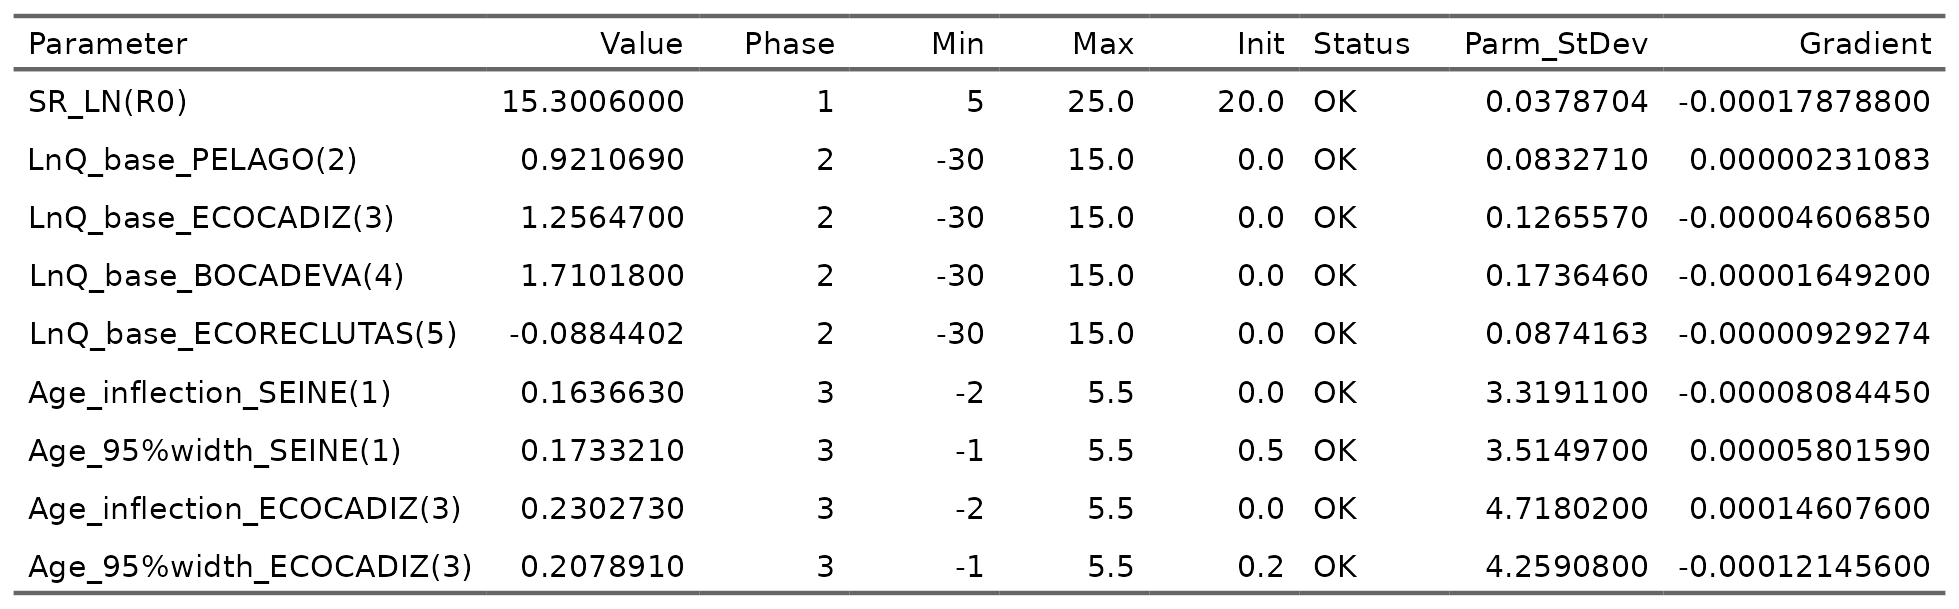 Parameter Value Phase Min Max Init Status Parm_StDev Gradient
SR_LN(R0) 15.3006000 1 5 25.0 20.0 OK 0.0378704 -0.00017878800
LnQ_base_PELAGO(2) 0.9210690 2 -30 15.0 0.0 OK 0.0832710 0.00000231083
LnQ_base_ECOCADIZ(3) 1.2564700 2 -30 15.0 0.0 OK 0.1265570 -0.00004606850
LnQ_base_BOCADEVA(4) 1.7101800 2 -30 15.0 0.0 OK 0.1736460 -0.00001649200
LnQ_base_ECORECLUTAS(5) -0.0884402 2 -30 15.0 0.0 OK 0.0874163 -0.00000929274
Age_inflection_SEINE(1) 0.1636630 3 -2 5.5 0.0 OK 3.3191100 -0.00008084450
Age_95%width_SEINE(1) 0.1733210 3 -1 5.5 0.5 OK 3.5149700 0.00005801590
Age_inflection_ECOCADIZ(3) 0.2302730 3 -2 5.5 0.0 OK 4.7180200 0.00014607600
Age_95%width_ECOCADIZ(3) 0.2078910 3 -1 5.5 0.2 OK 4.2590800 -0.00012145600